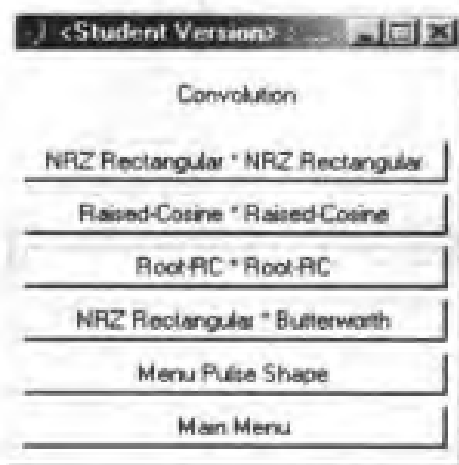 <Student Version> : ...
Convolution
NRZ Rectangular * NRZ Rectangular
Raised-Cosine * Raised-Cosine
Root-RC * Root-RC
NRZ Rectangular * Butterworth
Menu Pulse Shape
Main Menu